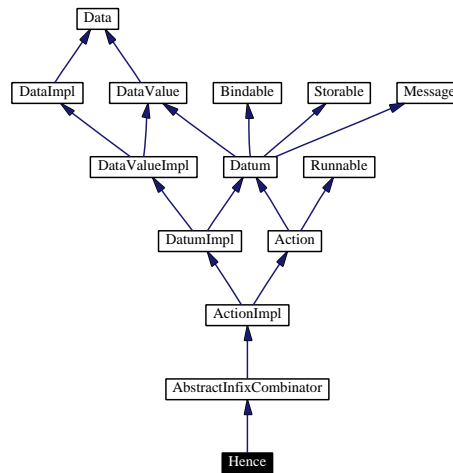 Data
DataImpl
DataValue
Bindable
Storable
Message
DataValueImpl
Datum
Runnable
DatumImpl
Action
ActionImpl
AbstractInfixCombinator
Hence